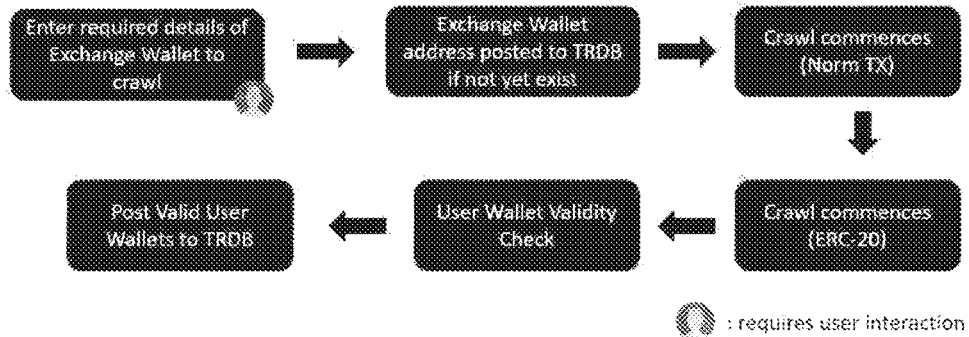 Enter required details of
Exchange Wallet to
crawl
Exchange Wallet
address posted to TRDB
if not yet exist
Crawl commences
(Norm TX)
Crawl commences
(ERC-20)
User Wallet Validity
Check
Post Valid User
Wallets to TRDB
: requires user interaction